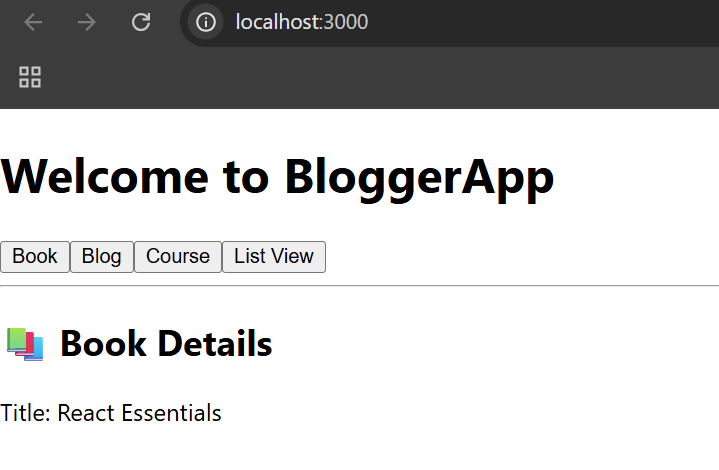 localhost:3000
Welcome to BloggerApp
Book Blog Course List View
Book Details
Title: React Essentials